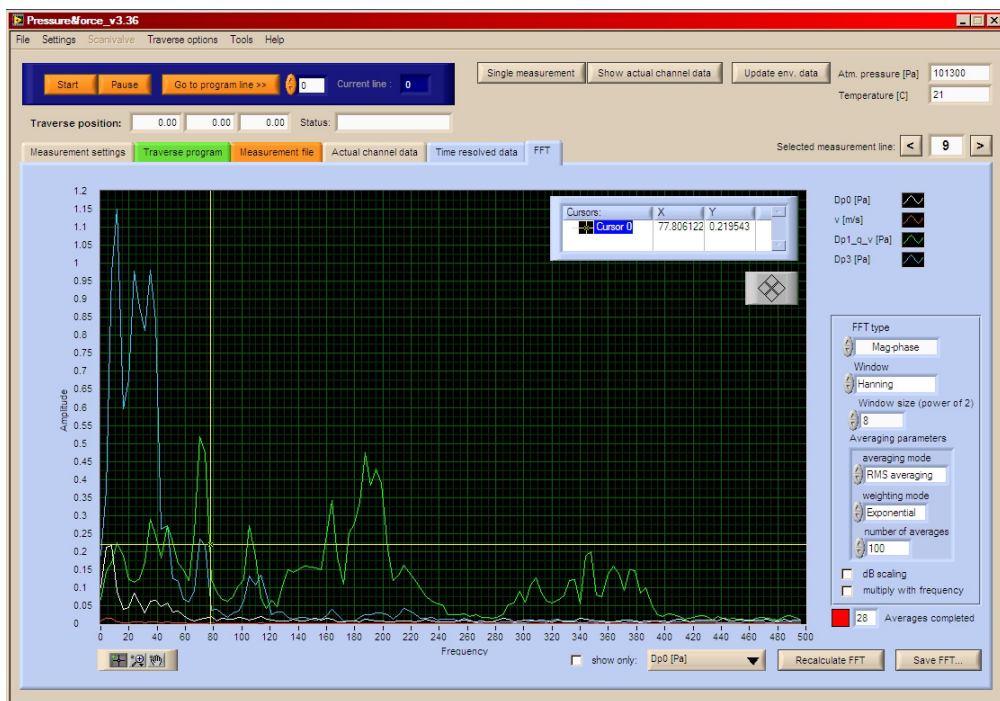 Pressure&force_v3.36
File Settings Scanivalve Traverse options Tools Help
Start Pause Go to program line >> 0 Current line : 0
Single measurement Show actual channel data Update env. data
Atm. pressure [Pa] 101300
Temperature [C] 21
Traverse position: 0.00 0.00 0.00 Status:
Measurement settings Traverse program Measurement file Actual channel data Time resolved data FFT
Selected measurement line: < 9 >
Cursors: X Y
Cursor 0 77.806122 0.219543
Dp0 [Pa]
v [m/s]
Dp1_q_v [Pa]
Dp3 [Pa]
Amplitude
1.2
1.15
1.1
1.05
1
0.95
0.9
0.85
0.8
0.75
0.7
0.65
0.6
0.55
0.5
0.45
0.4
0.35
0.3
0.25
0.2
0.15
0.1
0.05
0
0 20 40 60 80 100 120 140 160 180 200 220 240 260 280 300 320 340 360 380 400 420 440 460 480 500
Frequency
FFT type
Mag-phase
Window
Hanning
Window size (power of 2)
8
Averaging parameters
averaging mode
RMS averaging
weighting mode
Exponential
number of averages
100
dB scaling
multiply with frequency
28 Averages completed
show only: Dp0 [Pa] Recalculate FFT Save FFT...